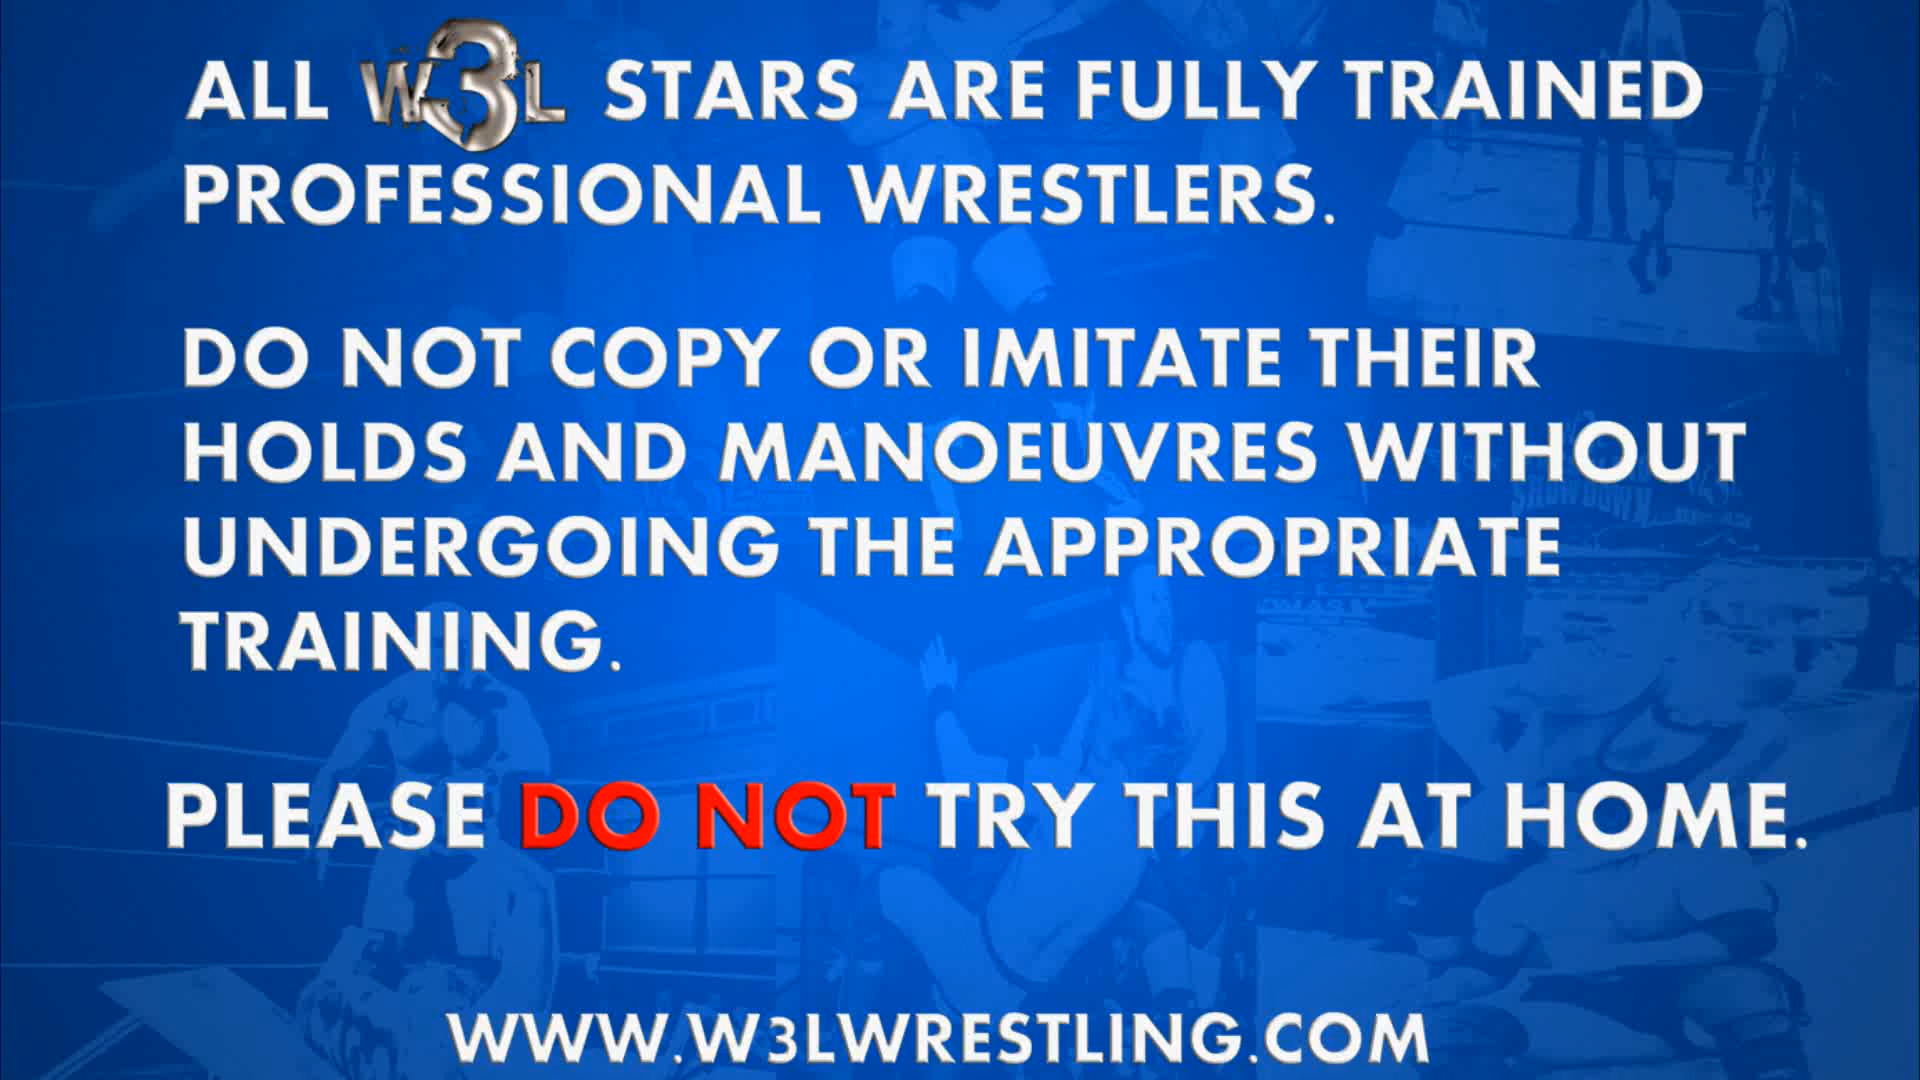 ALL W3L STARS ARE FULLY TRAINED
PROFESSIONAL WRESTLERS.
DO NOT COPY OR IMITATE THEIR
HOLDS AND MANOEUVRES WITHOUT
UNDERGOING THE APPROPRIATE
TRAINING.
PLEASE DO NOT TRY THIS AT HOME.
WWW.W3LWRESTLING.COM